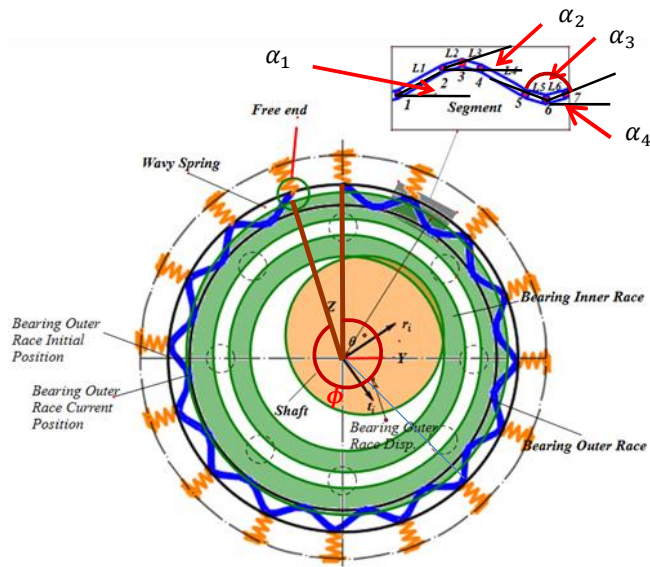 α₂
α₁
α₃
L2 L3
L1
L4
2 3 4
L5 L6
1
5
7
Segment
6
α₄
Free end
Wavy Spring
Z
Bearing Inner Race
θ
rᵢ
Bearing Outer
Race Initial
Position
Y
ϕ
tᵢ
Bearing Outer
Race Current
Position
Shaft
Bearing Outer
Race Disp.
Bearing Outer Race